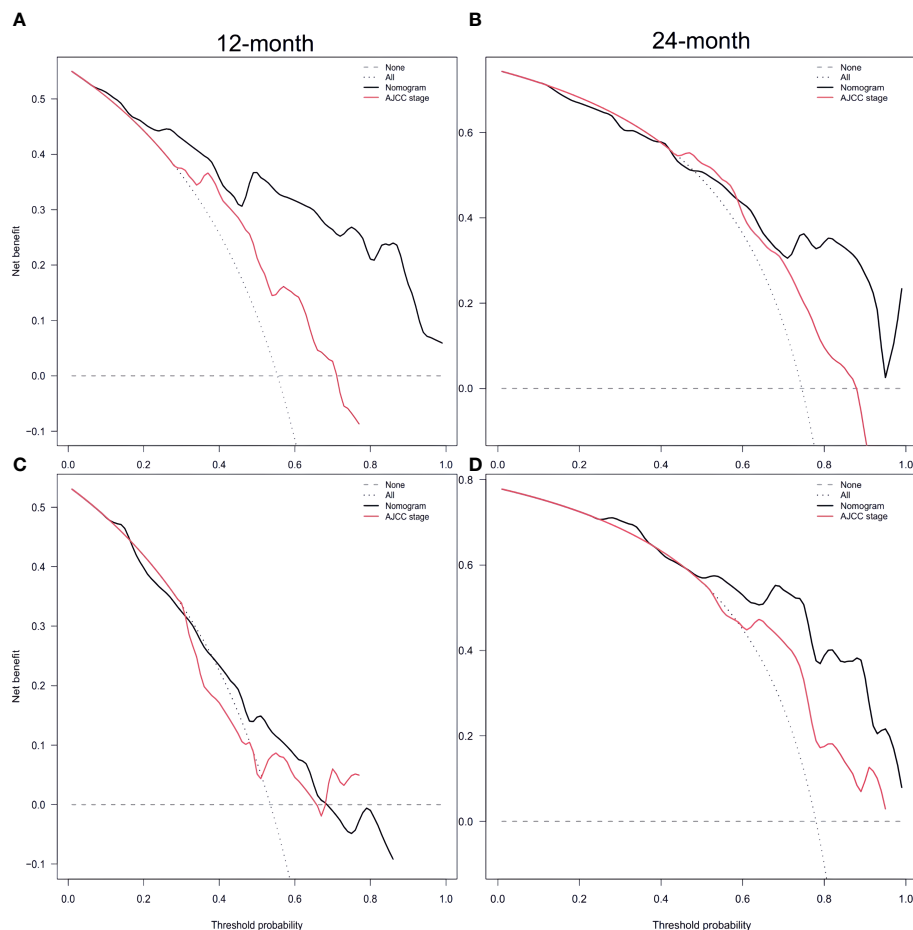 A
12-month
None
All
Nomogram
AJCC stage
Net benefit
0.5
0.4
0.3
0.2
0.1
0.0
−0.1
0.0 0.2 0.4 0.6 0.8 1.0
B
24-month
None
All
Nomogram
AJCC stage
0.6
0.4
0.2
0.0
0.0 0.2 0.4 0.6 0.8 1.0
C
None
All
Nomogram
AJCC stage
Net benefit
0.5
0.4
0.3
0.2
0.1
0.0
−0.1
0.0 0.2 0.4 0.6 0.8 1.0
Threshold probability
D
None
All
Nomogram
AJCC stage
0.8
0.6
0.4
0.2
0.0
0.0 0.2 0.4 0.6 0.8 1.0
Threshold probability